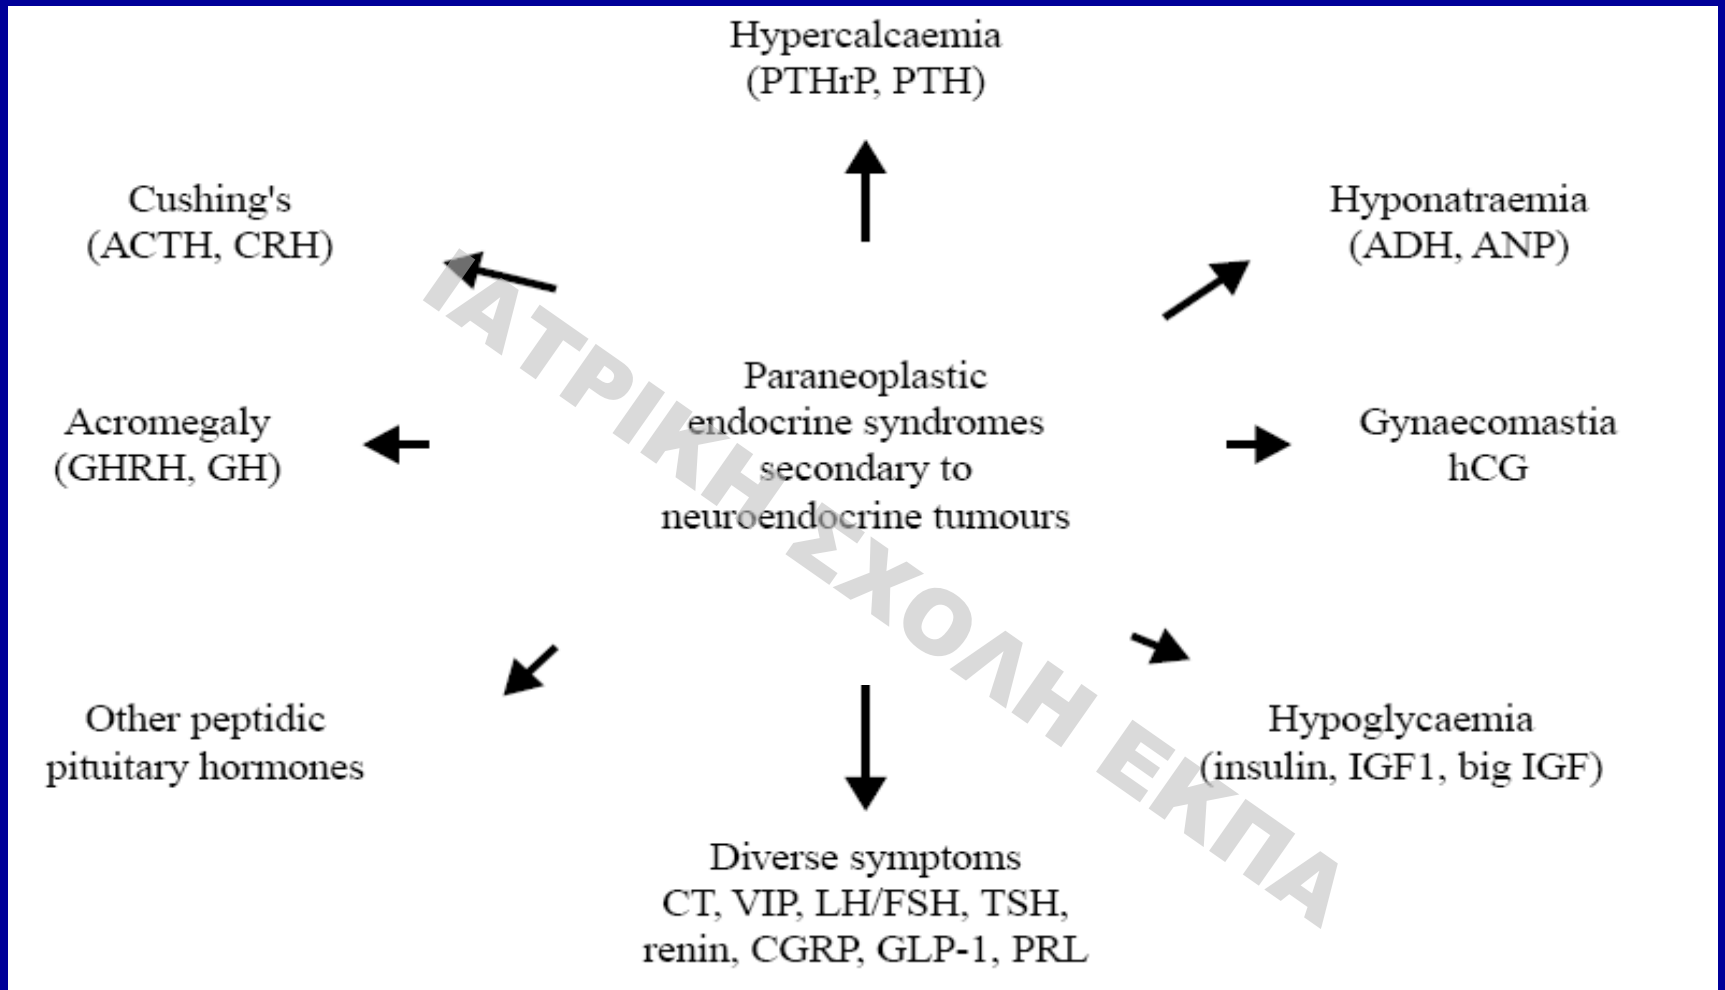 Hypercalcaemia
(PTHrP, PTH)
Cushing's
(ACTH, CRH)
Hyponatraemia
(ADH, ANP)
Paraneoplastic
endocrine syndromes
secondary to
neuroendocrine tumours
Acromegaly
(GHRH, GH)
Gynaecomastia
hCG
Other peptidic
pituitary hormones
Hypoglycaemia
(insulin, IGF1, big IGF)
Diverse symptoms
CT, VIP, LH/FSH, TSH,
renin, CGRP, GLP-1, PRL
ΙΑΤΡΙΚΗ ΣΧΟΛΗ ΕΚΠΑ